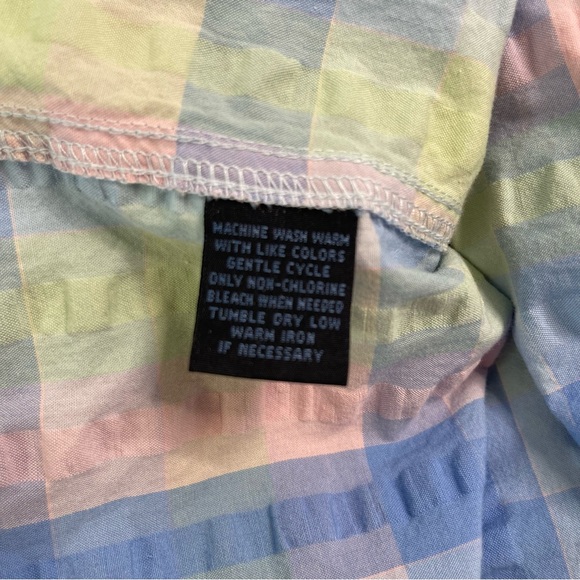 MACHINE WASH WARM
WITH LIKE COLORS
GENTLE CYCLE
ONLY NON-CHLORINE
BLEACH WHEN NEEDED
TUMBLE DRY LOW
WARM IRON
IF NECESSARY